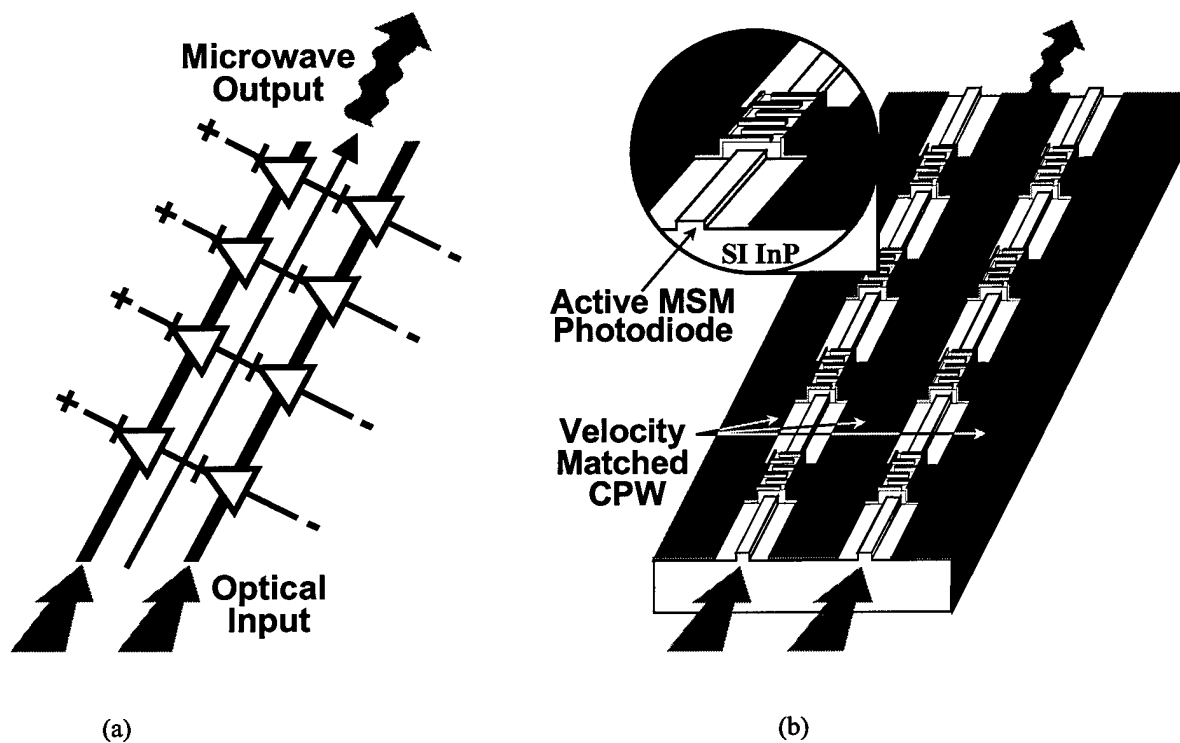 Microwave
Output
+
+
+
+
-
-
-
-
Optical
Input
(a)
SI InP
Active MSM
Photodiode
Velocity
Matched
CPW
(b)